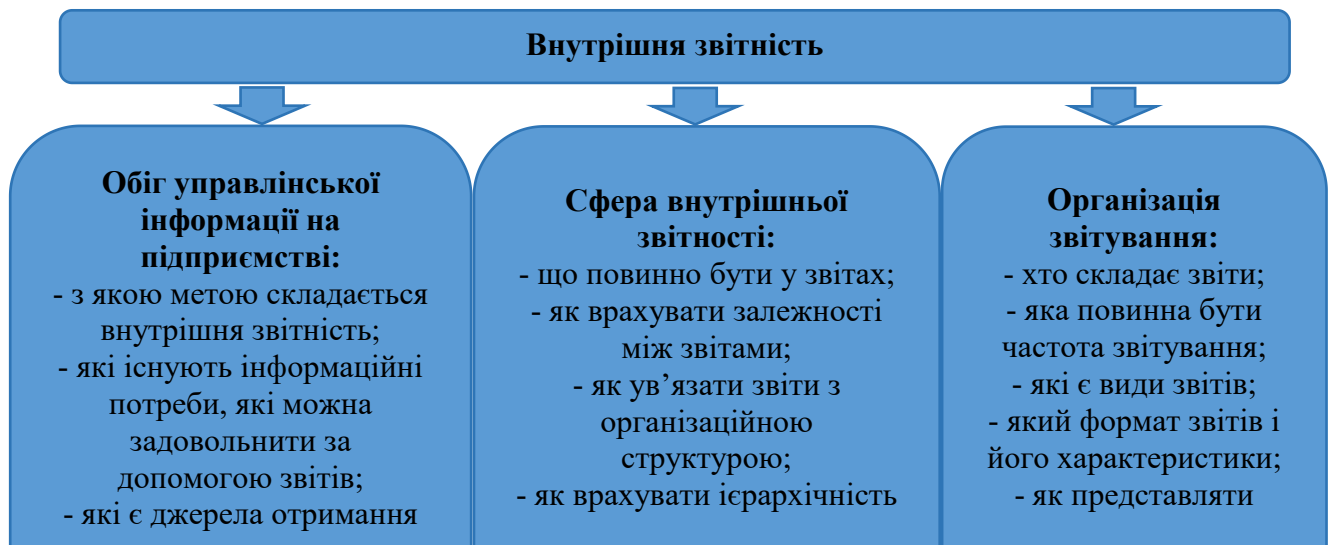 Внутрішня звітність
Обіг управлінської
інформації на
підприємстві:
- з якою метою складається
внутрішня звітність;
- які існують інформаційні
потреби, які можна
задовольнити за
допомогою звітів;
- які є джерела отримання
Сфера внутрішньої
звітності:
- що повинно бути у звітах;
- як врахувати залежності
між звітами;
- як ув’язати звіти з
організаційною
структурою;
- як врахувати ієрархічність
Організація
звітування:
- хто складає звіти;
- яка повинна бути
частота звітування;
- які є види звітів;
- який формат звітів і
його характеристики;
- як представляти